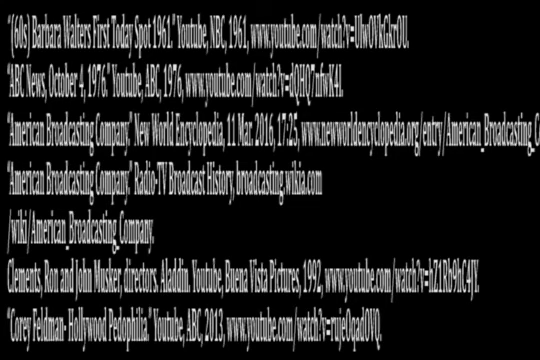 "(60s) Barbara Walters First Today Spot 1961." Youtube, NBC, 1961, www.youtube.com/watch?v=UlwOVkGkrOU.
"ABC News, October 4, 1976." Youtube, ABC, 1976, www.youtube.com/watch?v=dQHQ7nfwK4I.
"American Broadcasting Company." New World Encyclopedia, 11 Mar. 2016, 17:25, www.newworldencyclopedia.org/entry/American_Broadcasting_Co
"American Broadcasting Company." Radio-TV Broadcast History, broadcasting.wikia.com
/wiki/American_Broadcasting_Company.
Clements, Ron and John Musker, directors. Aladdin. Youtube, Buena Vista Pictures, 1992, www.youtube.com/watch?v=hZ1Rb9hC4JY.
"Corey Feldman- Hollywood Pedophilia." Youtube, ABC, 2013, www.youtube.com/watch?v=rujeOqadOVQ.